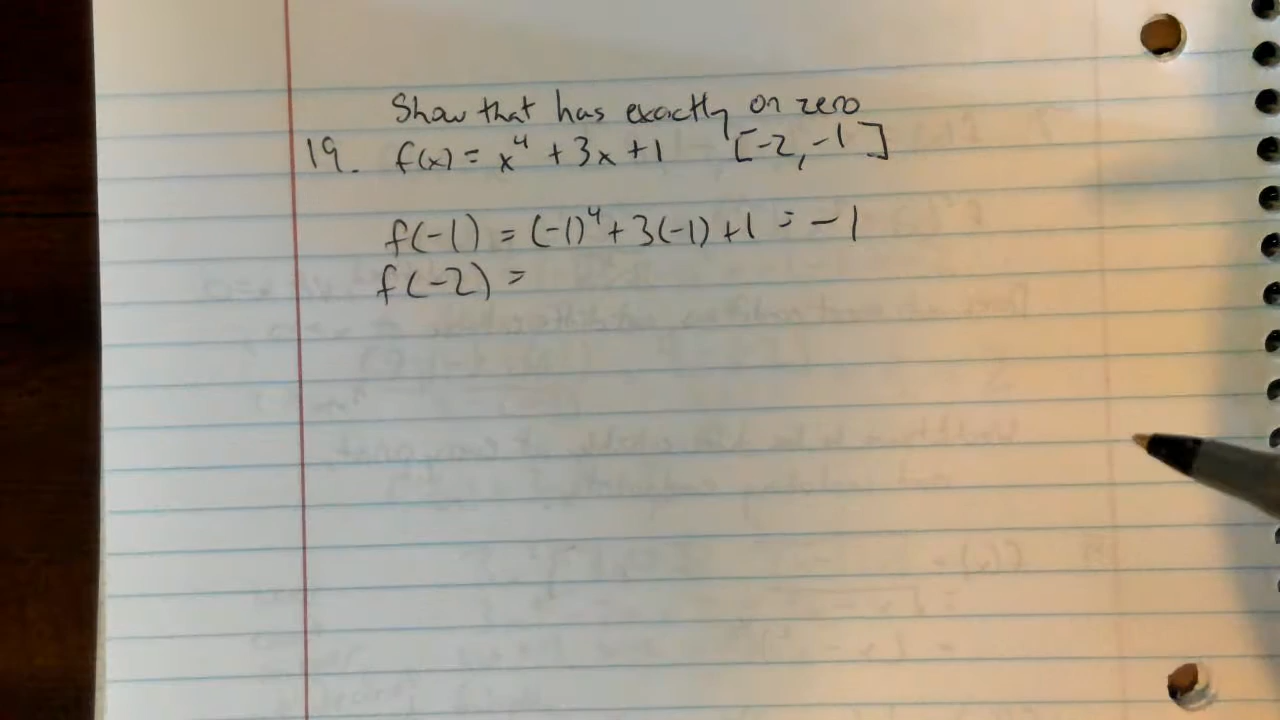 Show that has exactly on zero
19. f(x) = x⁴ + 3x + 1 [-2, -1]
f(-1) = (-1)⁴ + 3(-1) + 1 = -1
f(-2) =